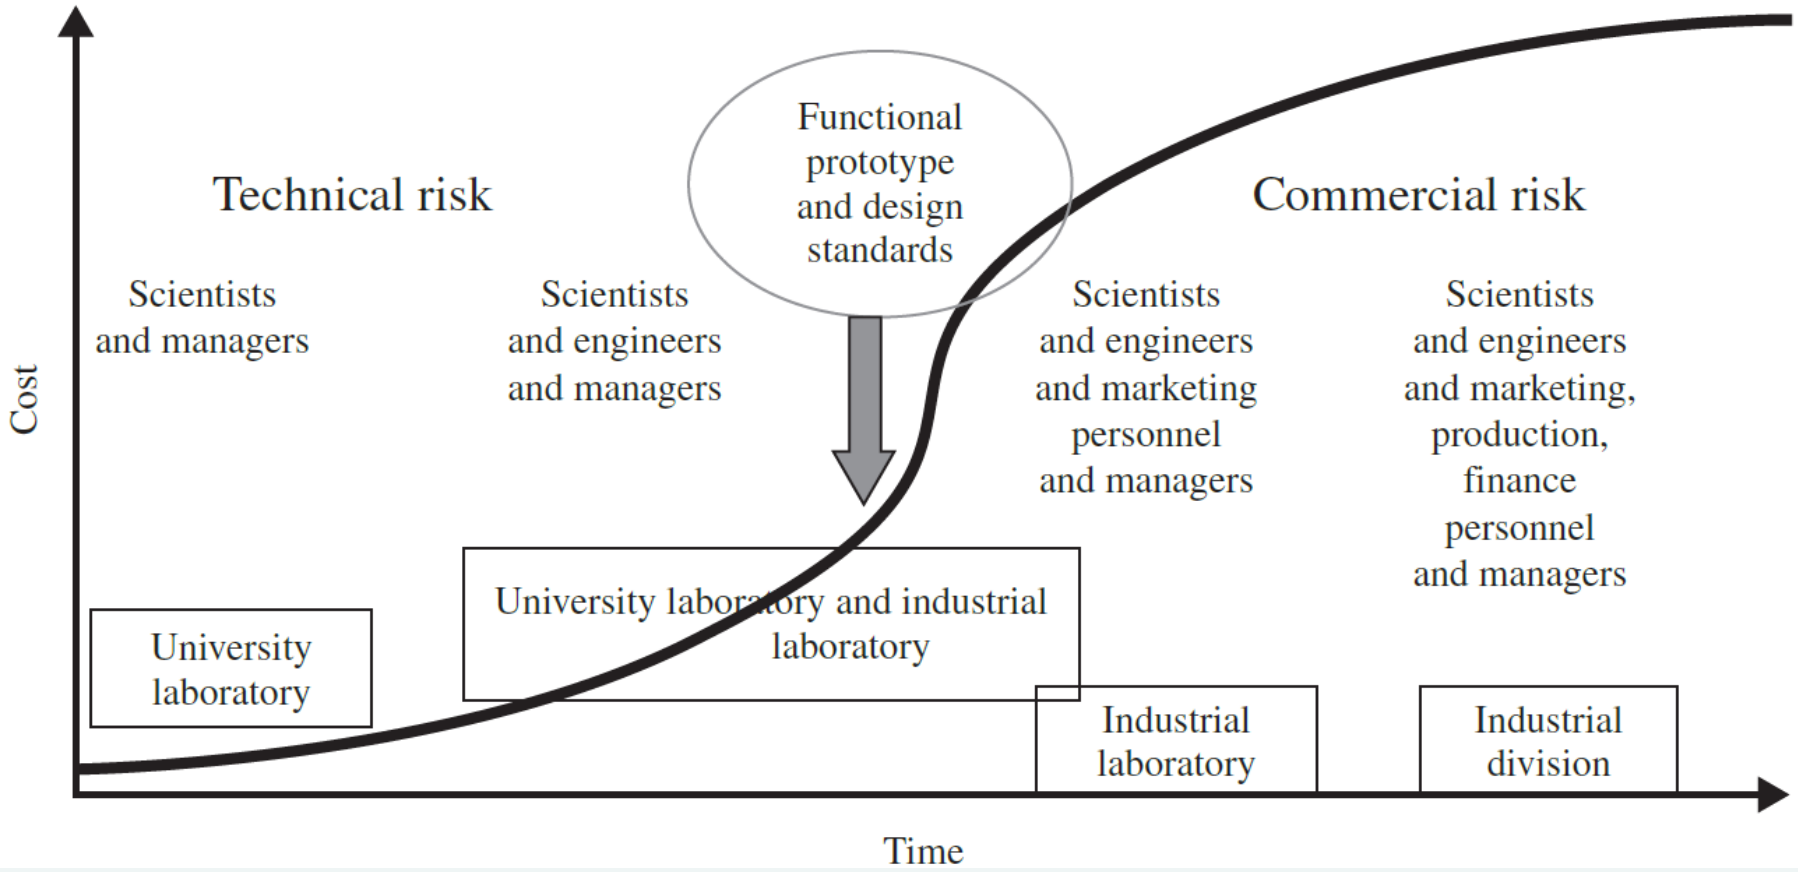 Functional
prototype
and design
standards
Technical risk
Commercial risk
Scientists
and managers
Scientists
and engineers
and managers
Scientists
and engineers
and marketing
personnel
and managers
Scientists
and engineers
and marketing,
production,
finance
personnel
and managers
Cost
University
laboratory
University laboratory and industrial
laboratory
Industrial
laboratory
Industrial
division
Time